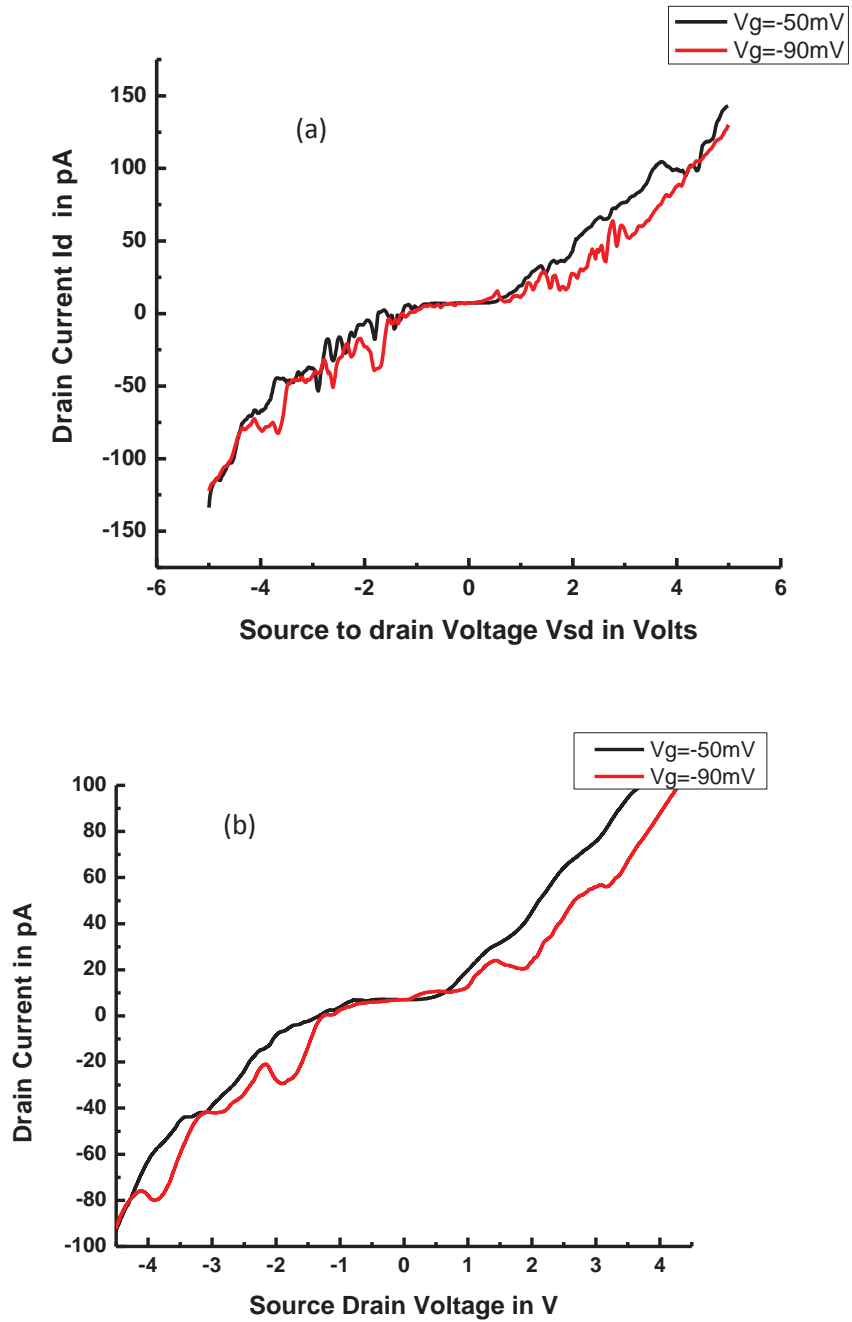 Vg=-50mV
Vg=-90mV
(a)
150
100
50
0
-50
-100
-150
Drain Current Id in pA
-6 -4 -2 0 2 4 6
Source to drain Voltage Vsd in Volts
Vg=-50mV
Vg=-90mV
(b)
100
80
60
40
20
0
-20
-40
-60
-80
-100
Drain Current in pA
-4 -3 -2 -1 0 1 2 3 4
Source Drain Voltage in V